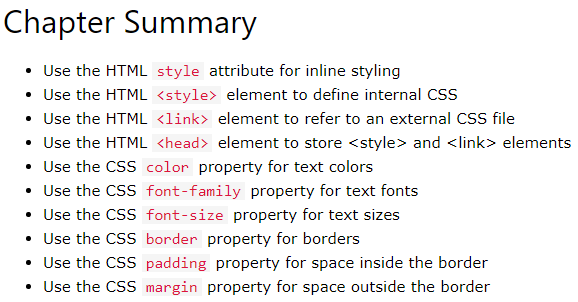 Chapter Summary
• Use the HTML style attribute for inline styling
• Use the HTML <style> element to define internal CSS
• Use the HTML <link> element to refer to an external CSS file
• Use the HTML <head> element to store <style> and <link> elements
• Use the CSS color property for text colors
• Use the CSS font-family property for text fonts
• Use the CSS font-size property for text sizes
• Use the CSS border property for borders
• Use the CSS padding property for space inside the border
• Use the CSS margin property for space outside the border